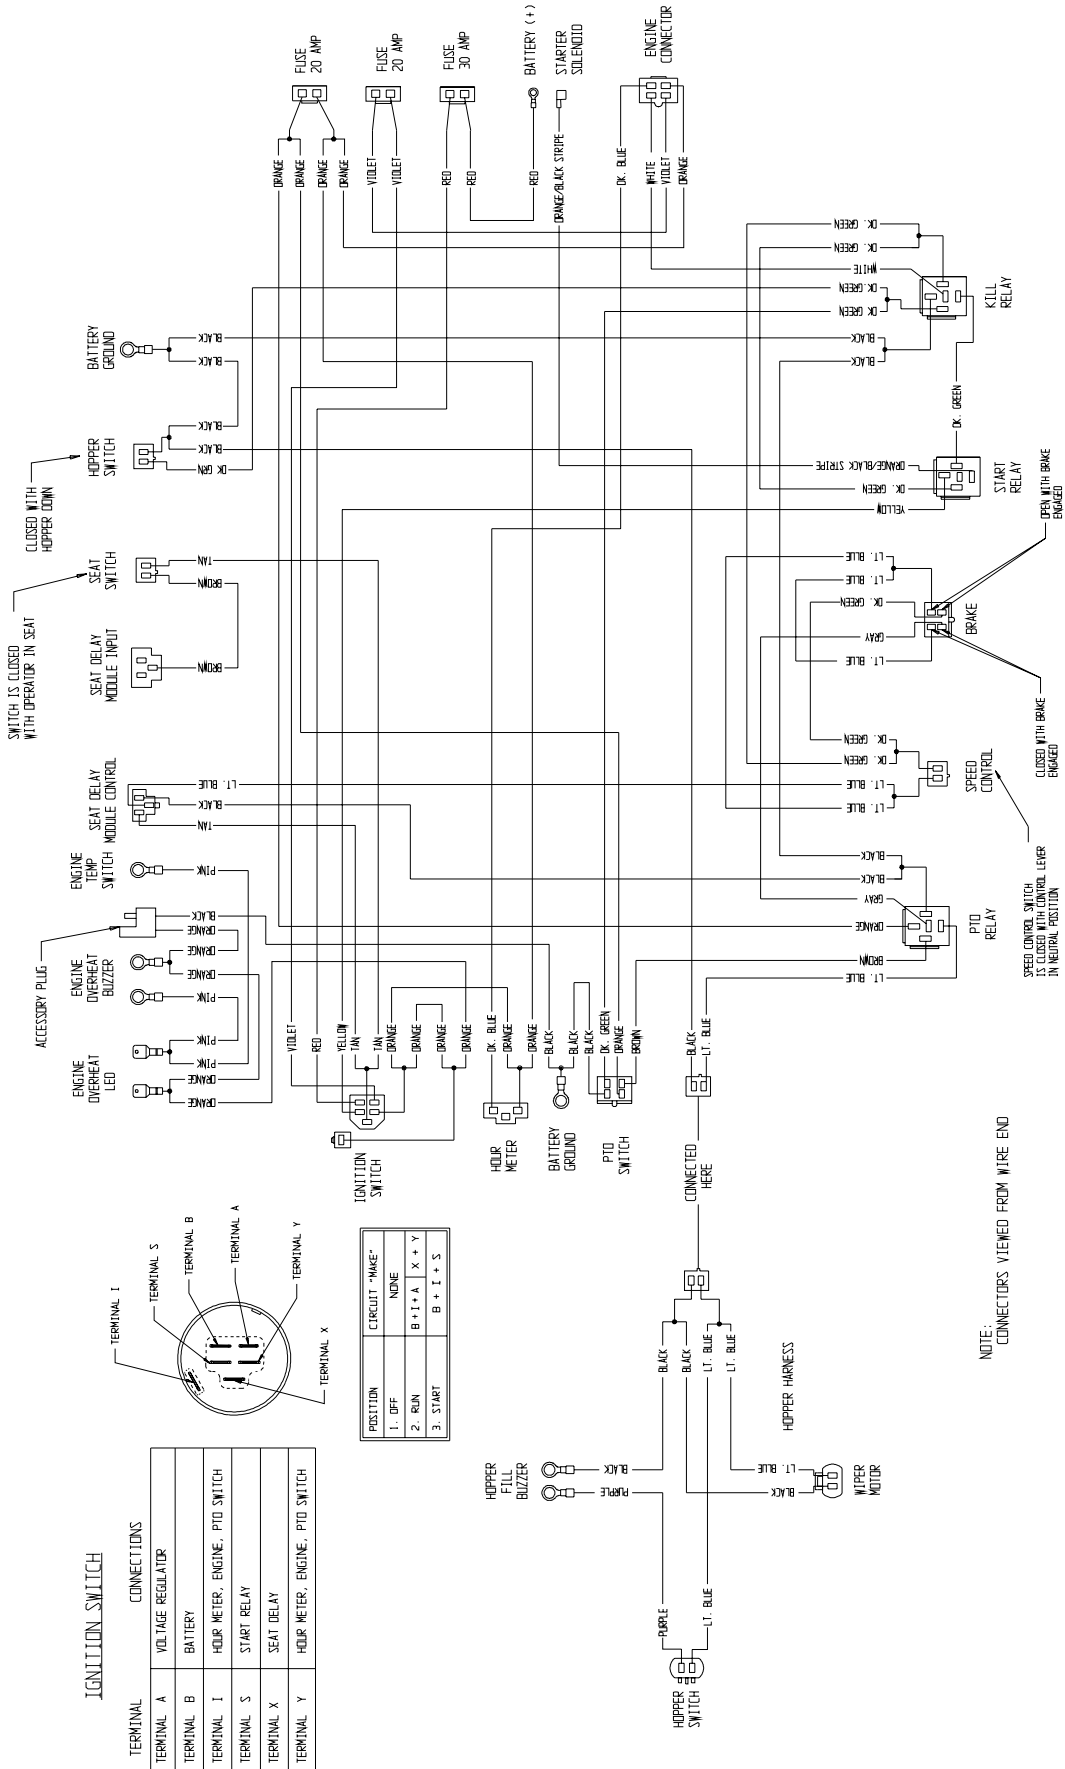 FUSE
20 AMP
FUSE
20 AMP
FUSE
30 AMP
BATTERY (+)
STARTER
SOLENOID
ENGINE
CONNECTOR
ORANGE
ORANGE
ORANGE
ORANGE
VIOLET
VIOLET
RED
RED
RED
ORANGE/BLACK STRIPE
DK. BLUE
WHITE
VIOLET
ORANGE
BATTERY
GROUND
BLACK
BLACK
HOPPER
SWITCH
CLOSED WITH
HOPPER DOWN
BLACK
BLACK
DK GRN
SEAT
SWITCH
SWITCH IS CLOSED
WITH OPERATOR IN SEAT
TAN
BROWN
SEAT DELAY
MODULE INPUT
BROWN
SEAT DELAY
MODULE CONTROL
LT. BLUE
BLACK
TAN
ENGINE
TEMP
SWITCH
PINK
ACCESSORY PLUG
BLACK
ORANGE
ENGINE
OVERHEAT
BUZZER
ORANGE
ORANGE
PINK
ENGINE
OVERHEAT
LED
PINK
PINK
ORANGE
ORANGE
DK. GREEN
DK. GREEN
WHITE
DK.GREEN
DK GREEN
BLACK
BLACK
KILL
RELAY
DK. GREEN
ORANGE/BLACK STRIPE
DK. GREEN
YELLOW
START
RELAY
OPEN WITH BRAKE
ENGAGED
LT. BLUE
LT. BLUE
DK. GREEN
GRAY
LT. BLUE
BRAKE
CLOSED WITH BRAKE
ENGAGED
DK. GREEN
DK. GREEN
LT. BLUE
LT. BLUE
SPEED
CONTROL
SPEED CONTROL SWITCH
IS CLOSED WITH CONTROL LEVER
IN NEUTRAL POSITION
BLACK
BLACK
GRAY
ORANGE
BROWN
LT. BLUE
PTO
RELAY
VIOLET
RED
YELLOW
TAN
TAN
ORANGE
ORANGE
ORANGE
ORANGE
DK. BLUE
ORANGE
ORANGE
BLACK
BLACK
BLACK
DK. GREEN
ORANGE
BROWN
BLACK
LT. BLUE
IGNITION
SWITCH
HOUR
METER
BATTERY
GROUND
PTO
SWITCH
CONNECTED
HERE
TERMINAL I
TERMINAL S
TERMINAL B
TERMINAL A
TERMINAL Y
TERMINAL X
POSITION CIRCUIT "MAKE"
1. OFF NONE
2. RUN B+I+A X + Y
3. START B + I + S
BLACK
BLACK
LT. BLUE
LT. BLUE
HOPPER HARNESS
HOPPER
FILL
BUZZER
BLACK
PURPLE
LT. BLUE
BLACK
WIPER
MOTOR
PURPLE
LT. BLUE
HOPPER
SWITCH
NOTE:
CONNECTORS VIEWED FROM WIRE END
IGNITION SWITCH
TERMINAL CONNECTIONS
TERMINAL A VOLTAGE REGULATOR
TERMINAL B BATTERY
TERMINAL I HOUR METER, ENGINE, PTO SWITCH
TERMINAL S START RELAY
TERMINAL X SEAT DELAY
TERMINAL Y HOUR METER, ENGINE, PTO SWITCH